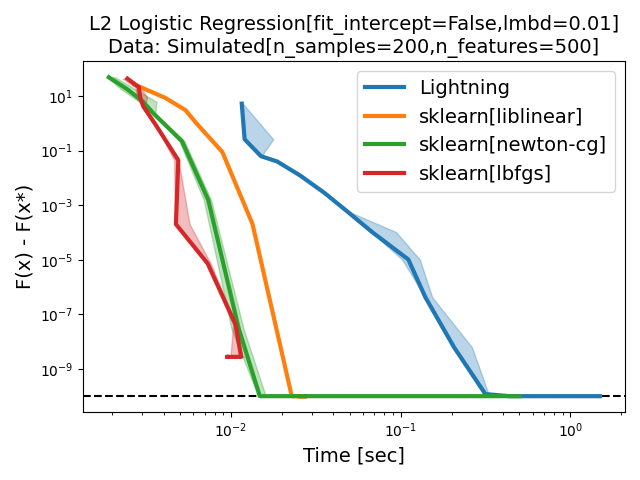 L2 Logistic Regression[fit_intercept=False,lmbd=0.01]
Data: Simulated[n_samples=200,n_features=500]
F(x) - F(x*)
10¹
10⁻¹
10⁻³
10⁻⁵
10⁻⁷
10⁻⁹
Lightning
sklearn[liblinear]
sklearn[newton-cg]
sklearn[lbfgs]
10⁻² 10⁻¹ 10⁰
Time [sec]